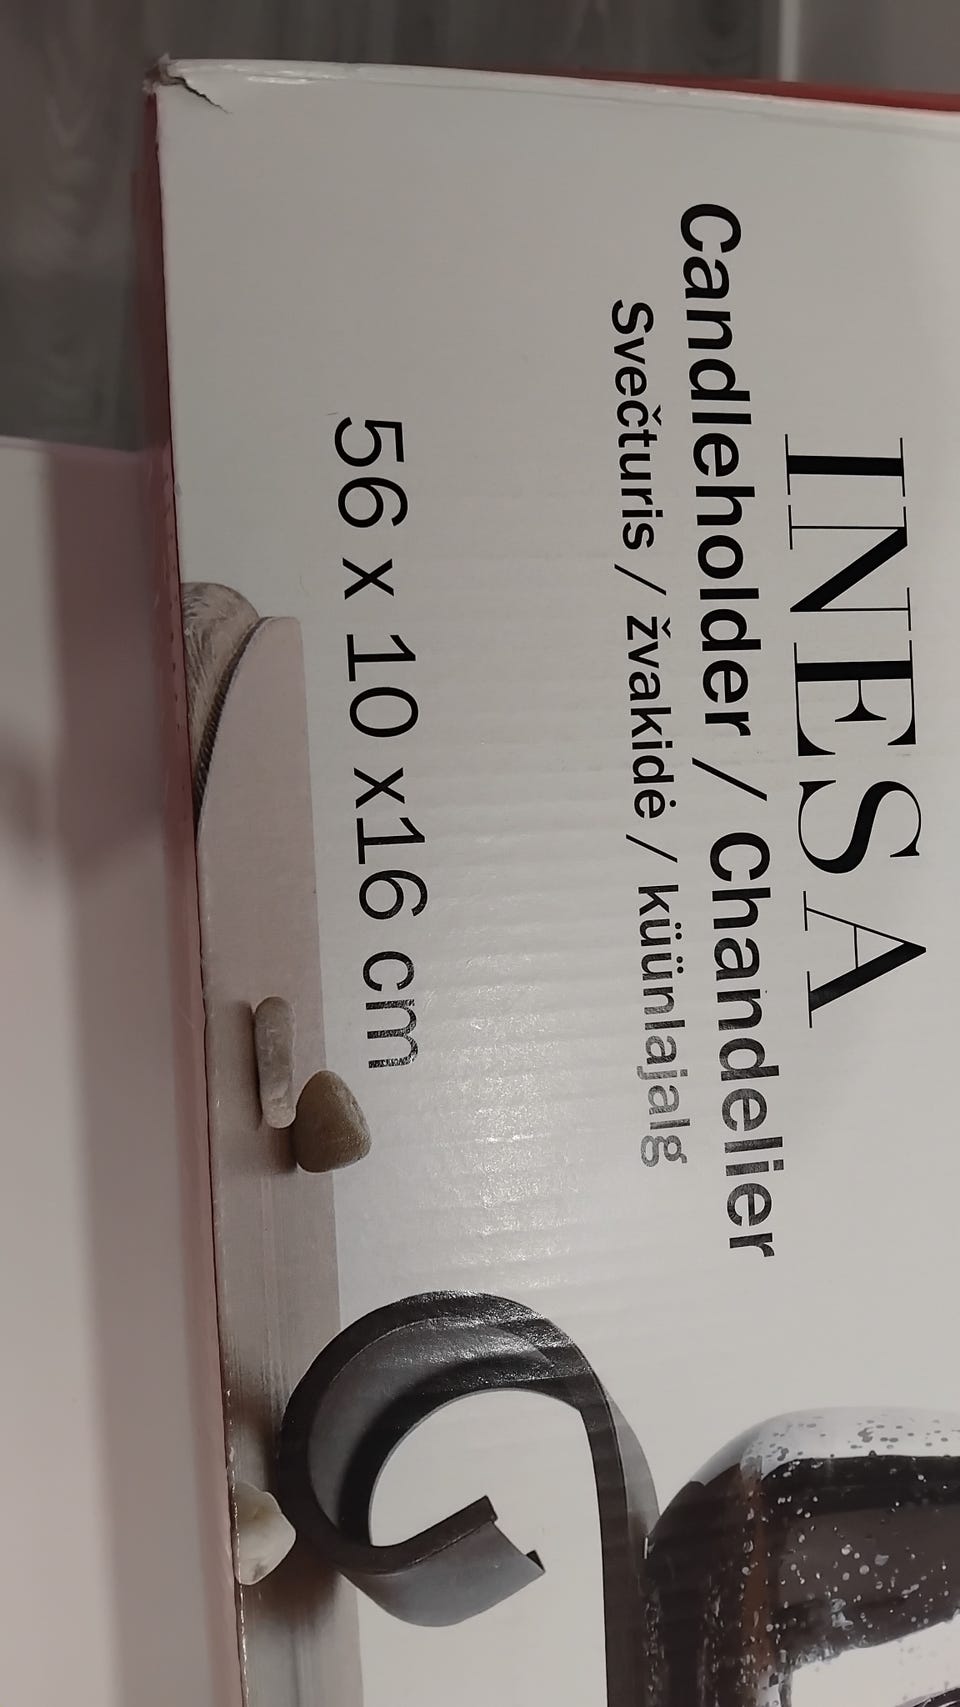 INESA
Candleholder / Chandelier
Svečturis / žvakidė / küünlajalg
56 x 10 x16 cm